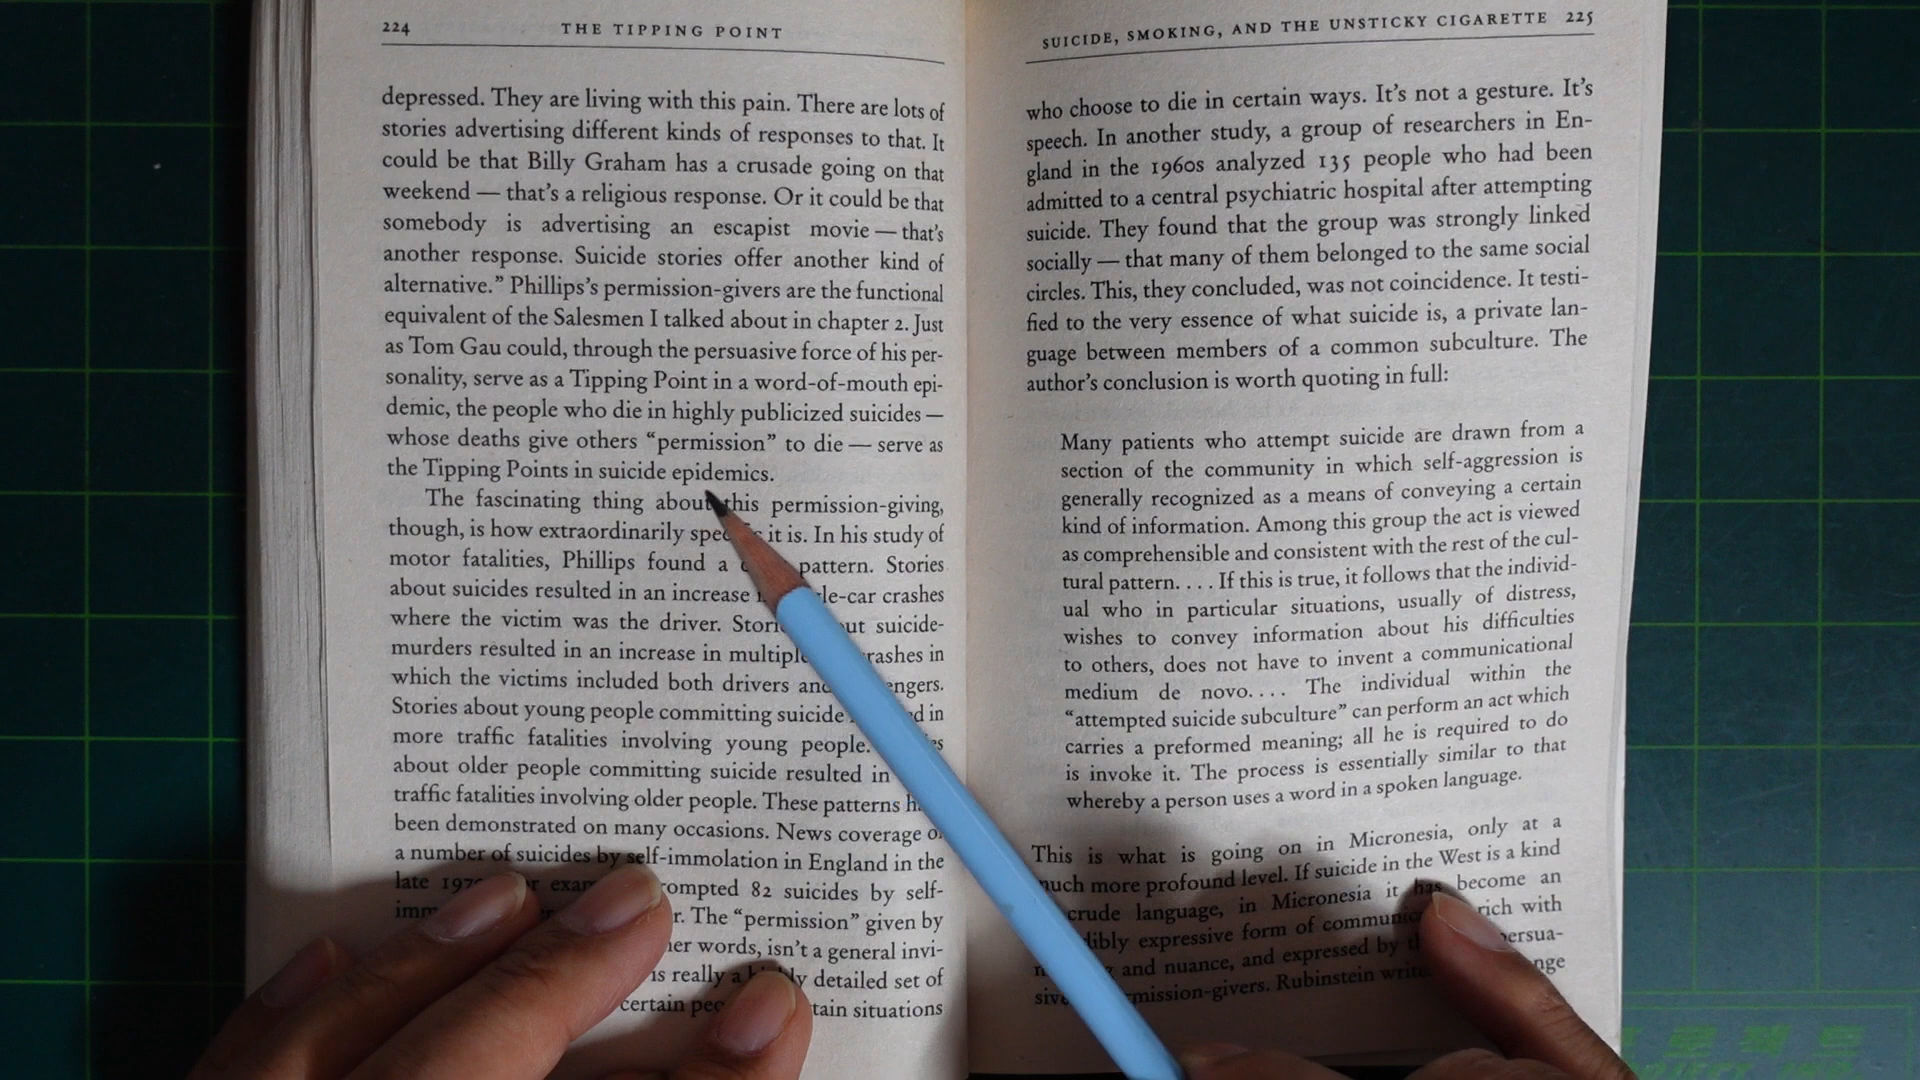 224
THE TIPPING POINT
depressed. They are living with this pain. There are lots of
stories advertising different kinds of responses to that. It
could be that Billy Graham has a crusade going on that
weekend — that's a religious response. Or it could be that
somebody is advertising an escapist movie — that's
another response. Suicide stories offer another kind of
alternative.” Phillips's permission-givers are the functional
equivalent of the Salesmen I talked about in chapter 2. Just
as Tom Gau could, through the persuasive force of his per-
sonality, serve as a Tipping Point in a word-of-mouth epi-
demic, the people who die in highly publicized suicides —
whose deaths give others “permission” to die — serve as
the Tipping Points in suicide epidemics.
The fascinating thing about this permission-giving,
though, is how extraordinarily it is. In his study of
motor fatalities, Phillips found a pattern. Stories
about suicides resulted in an increase le-car crashes
where the victim was the driver. suicide-
murders resulted in an increase in crashes in
which the victims included both drivers
Stories about young people committing suicide in
more traffic fatalities involving young people.
about older people committing suicide resulted in
traffic fatalities involving older people. These patterns
been demonstrated on many occasions. News coverage
a number of suicides by self-immolation in England in the
late prompted 82 suicides by self-
The “permission” given by
words, isn't a general invi-
is really a detailed set of
certain situations
SUICIDE, SMOKING, AND THE UNSTICKY CIGARETTE 225
who choose to die in certain ways. It's not a gesture. It's
speech. In another study, a group of researchers in En-
gland in the 1960s analyzed 135 people who had been
admitted to a central psychiatric hospital after attempting
suicide. They found that the group was strongly linked
socially — that many of them belonged to the same social
circles. This, they concluded, was not coincidence. It testi-
fied to the very essence of what suicide is, a private lan-
guage between members of a common subculture. The
author's conclusion is worth quoting in full:
Many patients who attempt suicide are drawn from a
section of the community in which self-aggression is
generally recognized as a means of conveying a certain
kind of information. Among this group the act is viewed
as comprehensible and consistent with the rest of the cul-
tural pattern. . . . If this is true, it follows that the individ-
ual who in particular situations, usually of distress,
wishes to convey information about his difficulties
to others, does not have to invent a communicational
medium de novo. . . . The individual within the
“attempted suicide subculture” can perform an act which
carries a preformed meaning; all he is required to do
is invoke it. The process is essentially similar to that
whereby a person uses a word in a spoken language.
This is what is going on in Micronesia, only at a
much more profound level. If suicide in the West is a kind
crude language, in Micronesia it has become an
expressive form of rich with
and nuance, and expressed by persua-
permission-givers. Rubinstein